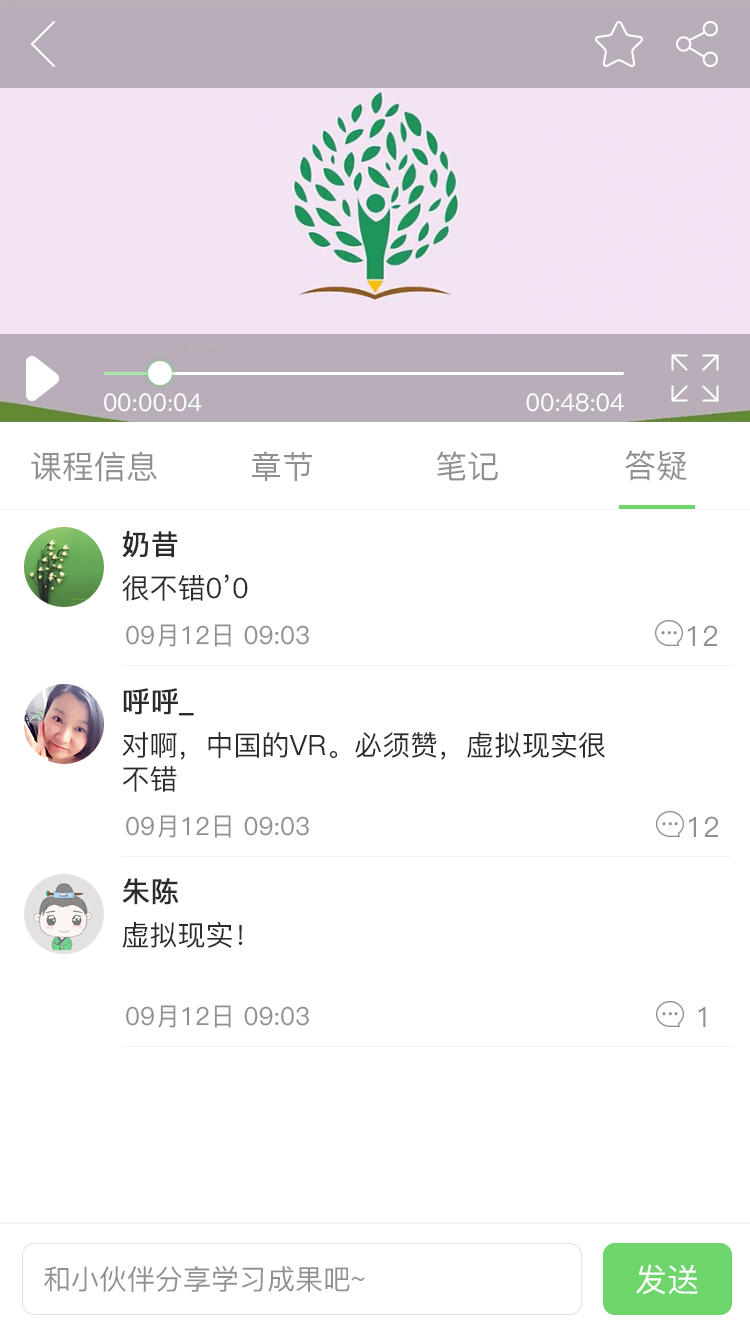 00:00:04
00:48:04
课程信息
章节
笔记
答疑
奶昔
很不错0’0
09月12日 09:03
12
呼呼_
对啊，中国的VR。必须赞，虚拟现实很
不错
09月12日 09:03
12
朱陈
虚拟现实！
09月12日 09:03
1
和小伙伴分享学习成果吧~
发送